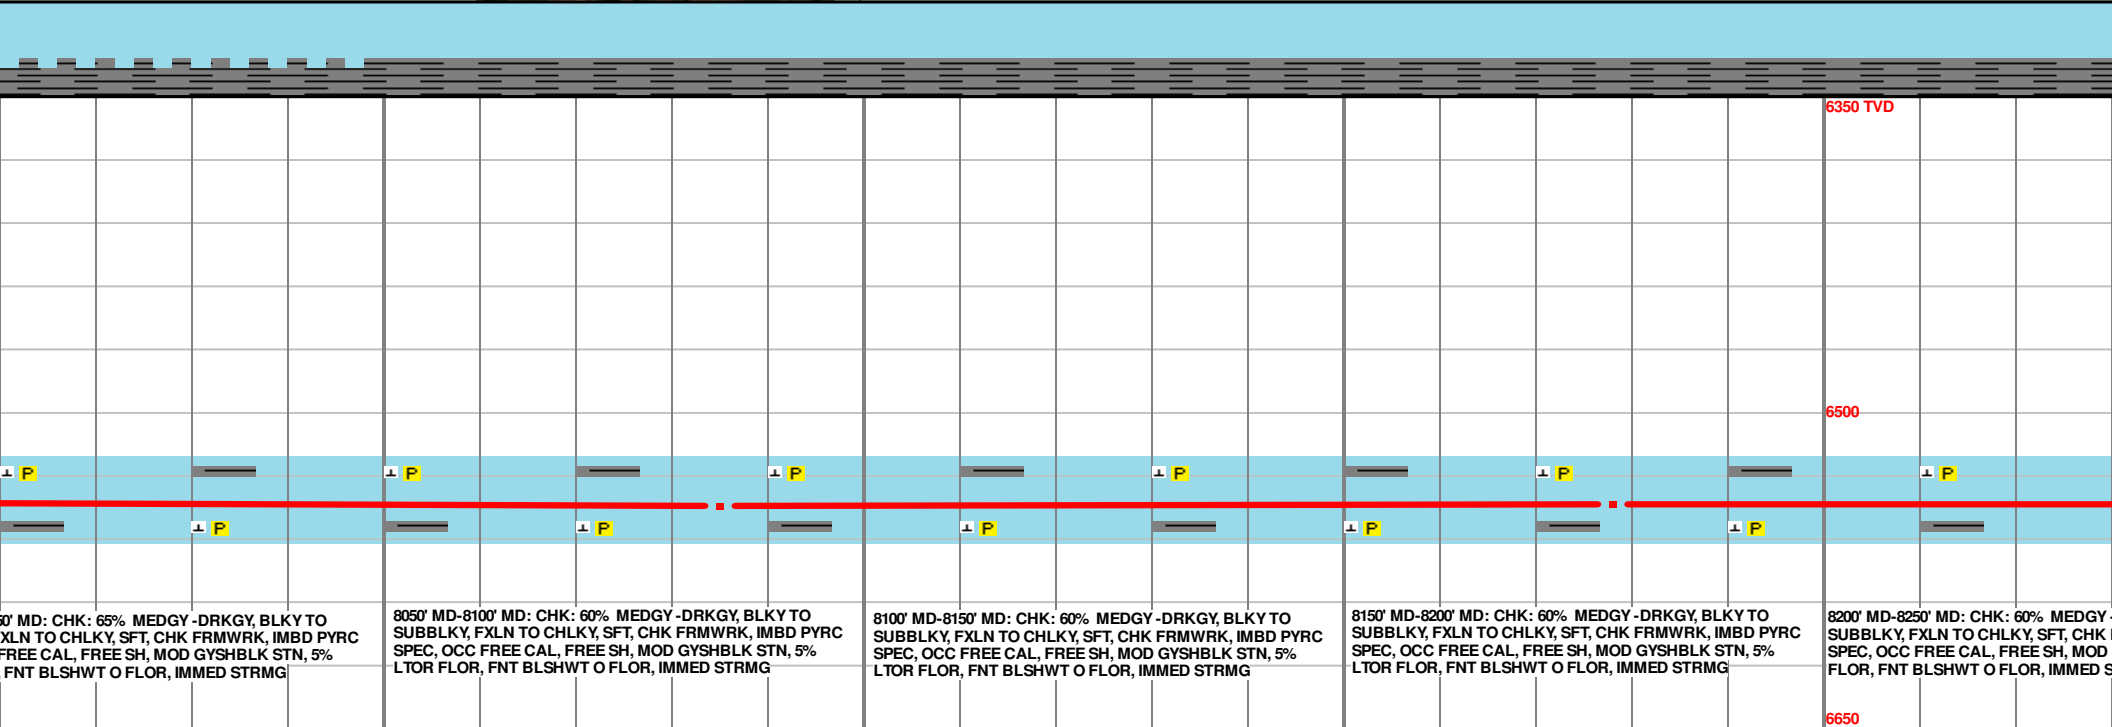 6350 TVD
6500
P
P
P
P
P
P
P
P
P
P
P
0' MD: CHK: 65% MEDGY -DRKGY, BLKY TO
XLN TO CHLKY, SFT, CHK FRMWRK, IMBD PYRC
FREE CAL, FREE SH, MOD GYSHBLK STN, 5%
, FNT BLSHWT O FLOR, IMMED STRMG
8050' MD-8100' MD: CHK: 60% MEDGY -DRKGY, BLKY TO
SUBBLKY, FXLN TO CHLKY, SFT, CHK FRMWRK, IMBD PYRC
SPEC, OCC FREE CAL, FREE SH, MOD GYSHBLK STN, 5%
LTOR FLOR, FNT BLSHWT O FLOR, IMMED STRMG
8100' MD-8150' MD: CHK: 60% MEDGY -DRKGY, BLKY TO
SUBBLKY, FXLN TO CHLKY, SFT, CHK FRMWRK, IMBD PYRC
SPEC, OCC FREE CAL, FREE SH, MOD GYSHBLK STN, 5%
LTOR FLOR, FNT BLSHWT O FLOR, IMMED STRMG
8150' MD-8200' MD: CHK: 60% MEDGY -DRKGY, BLKY TO
SUBBLKY, FXLN TO CHLKY, SFT, CHK FRMWRK, IMBD PYRC
SPEC, OCC FREE CAL, FREE SH, MOD GYSHBLK STN, 5%
LTOR FLOR, FNT BLSHWT O FLOR, IMMED STRMG
8200' MD-8250' MD: CHK: 60% MEDGY -
SUBBLKY, FXLN TO CHLKY, SFT, CHK
SPEC, OCC FREE CAL, FREE SH, MOD
FLOR, FNT BLSHWT O FLOR, IMMED S
6650